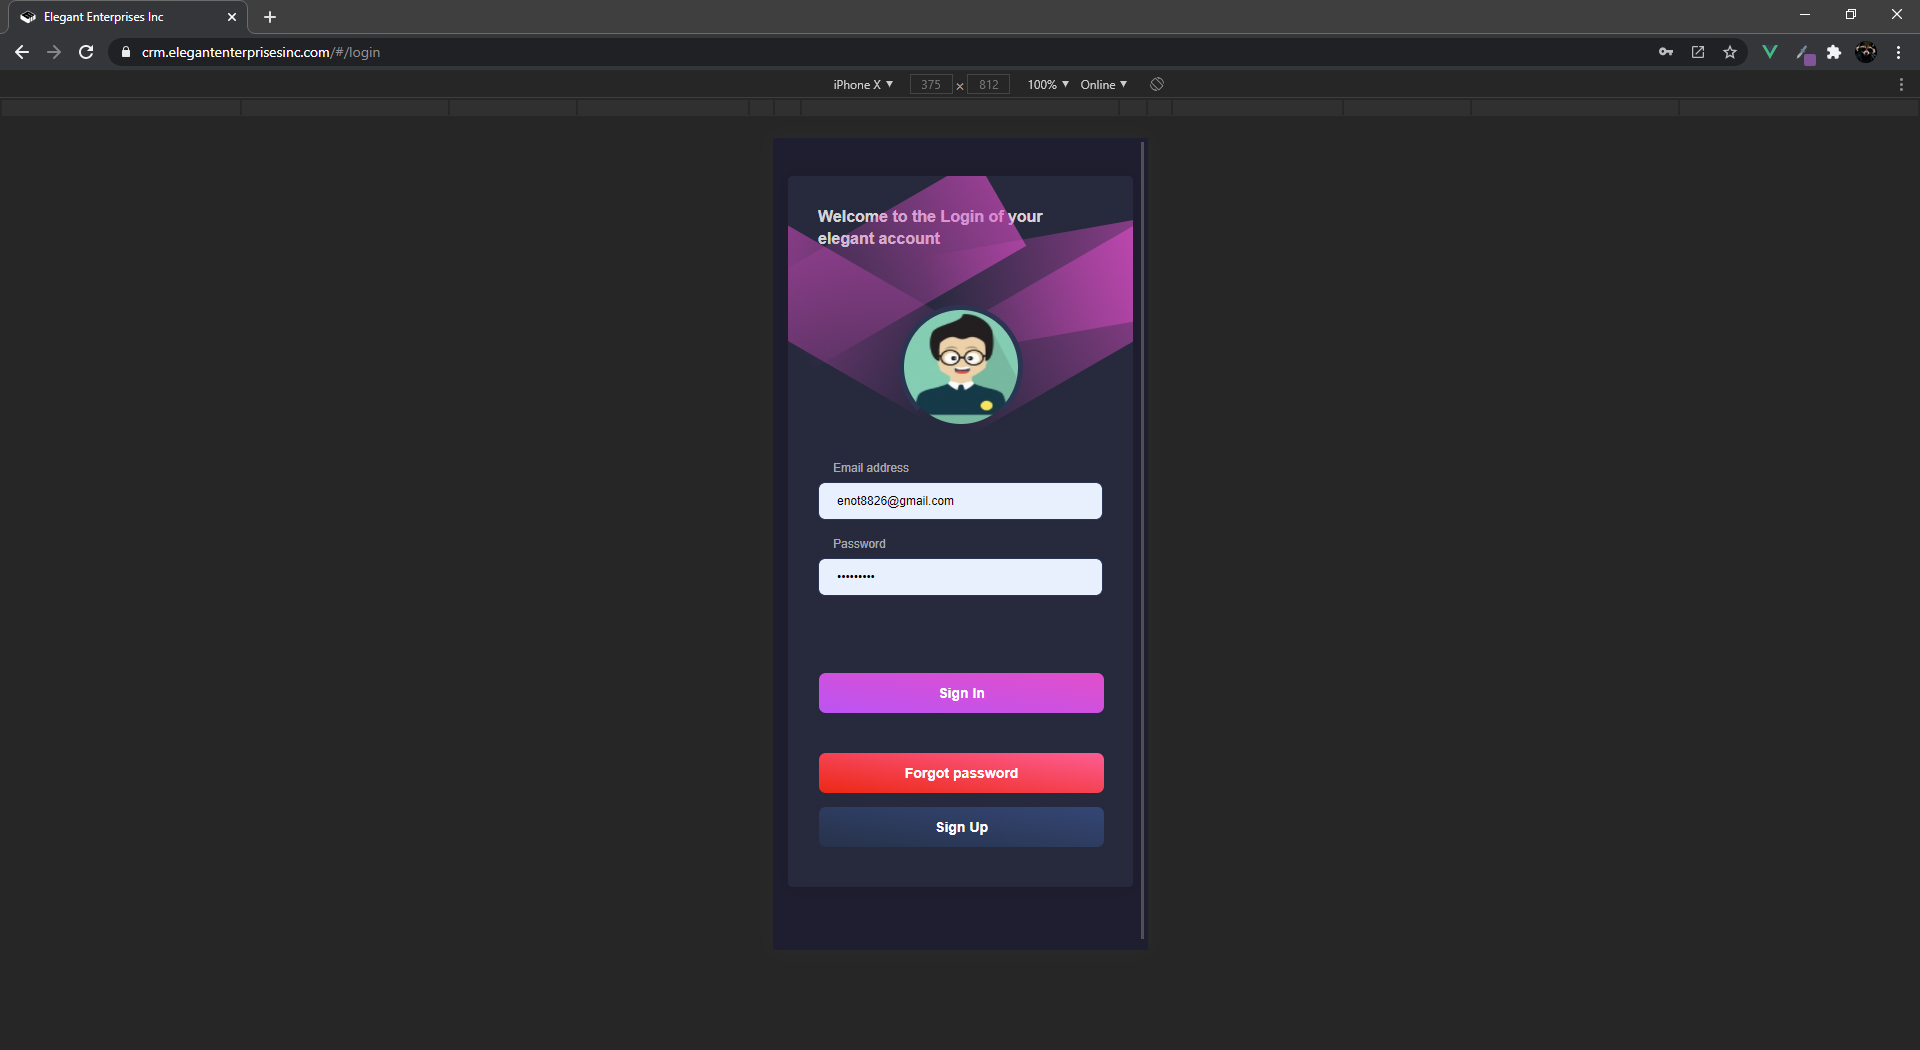 Elegant Enterprises Inc
crm.elegantenterprisesinc.com/#/login
iPhone X 375 × 812 100% Online
Welcome to the Login of your
elegant account
Email address
enot8826@gmail.com
Password
•••••••••
Sign In
Forgot password
Sign Up